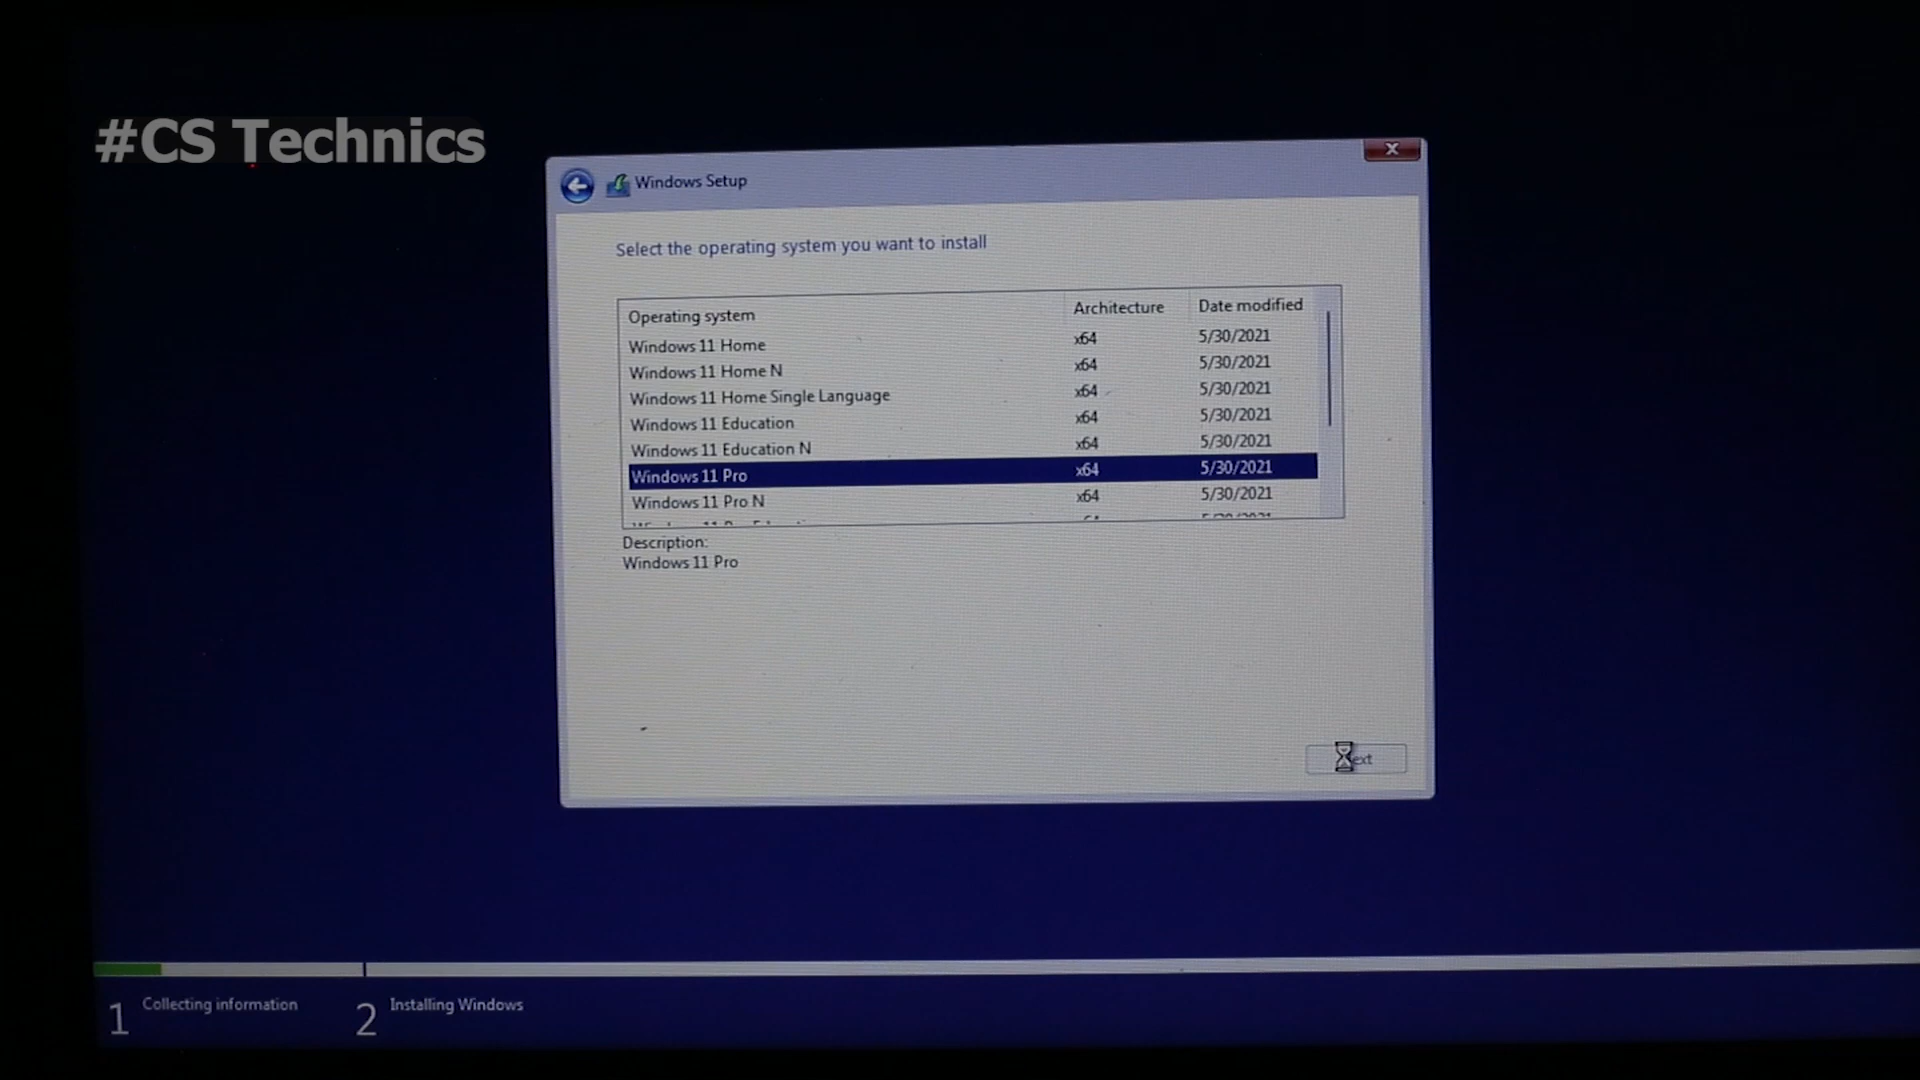 #CS Technics
Windows Setup
Select the operating system you want to install
Operating system Architecture Date modified
Windows 11 Home x64 5/30/2021
Windows 11 Home N x64 5/30/2021
Windows 11 Home Single Language x64 5/30/2021
Windows 11 Education x64 5/30/2021
Windows 11 Education N x64 5/30/2021
Windows 11 Pro x64 5/30/2021
Windows 11 Pro N x64 5/30/2021
Description:
Windows 11 Pro
1 Collecting information 2 Installing Windows